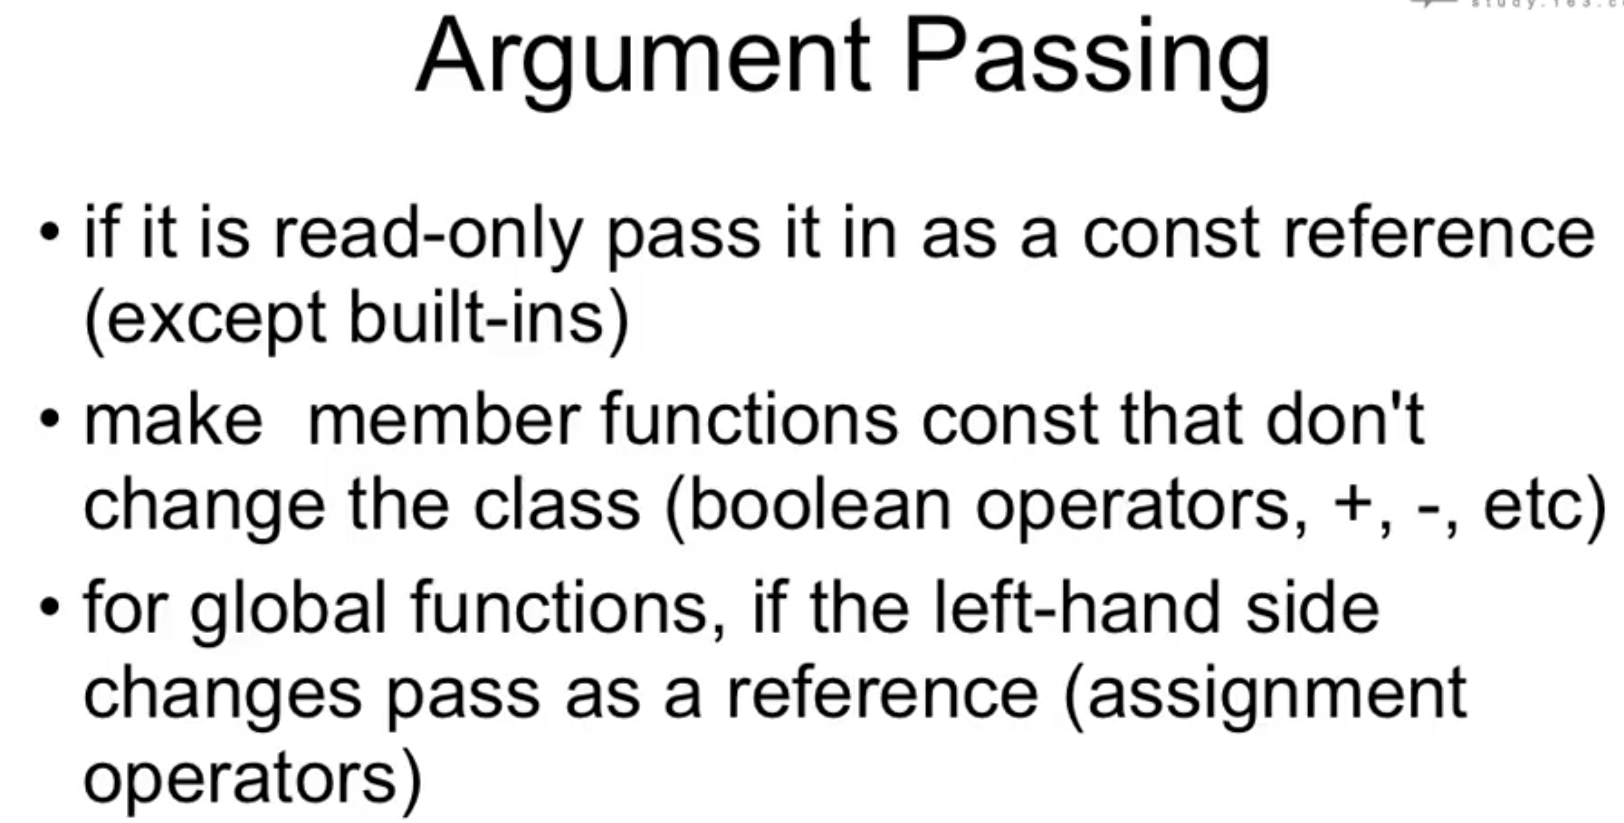 Argument Passing
• if it is read-only pass it in as a const reference
(except built-ins)
• make  member functions const that don't
change the class (boolean operators, +, -, etc)
• for global functions, if the left-hand side
changes pass as a reference (assignment
operators)